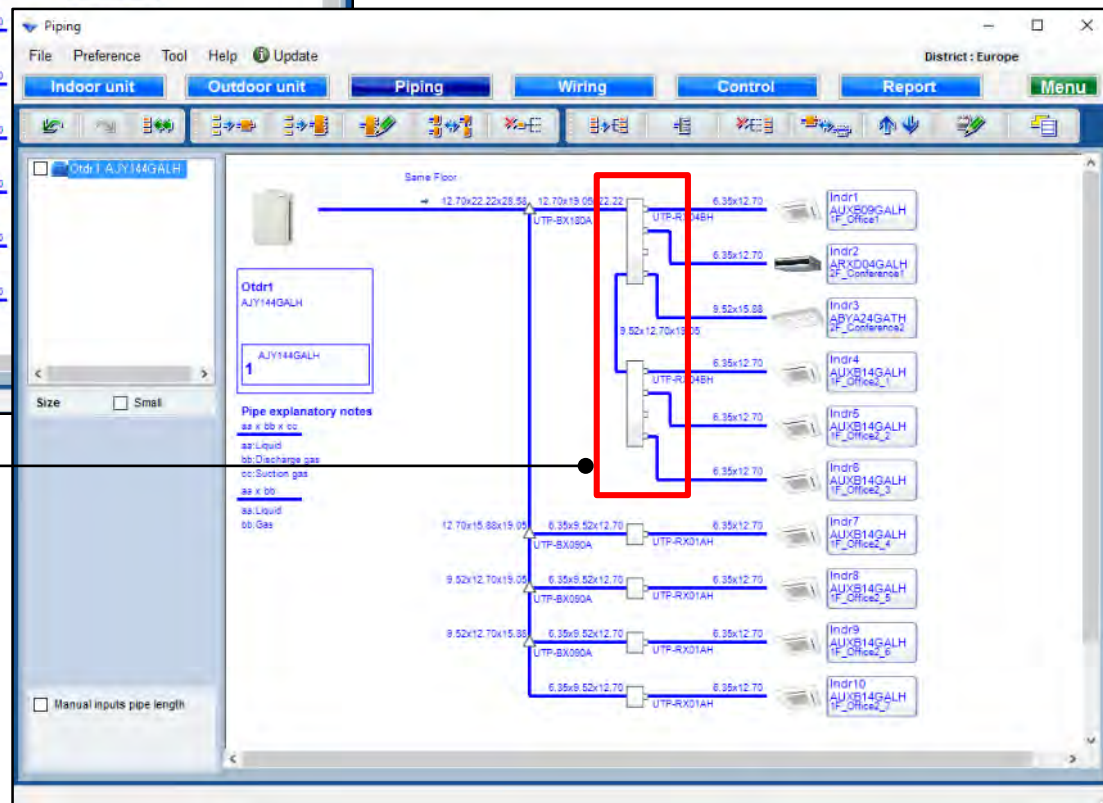 Piping
File Preference Tool Help Update
District : Europe
Indoor unit Outdoor unit Piping Wiring Control Report Menu
Otdr1 AJY144GALH
Size Small
Manual inputs pipe length
Same Floor
12.70x22.22x28.58 12.70x19.05x22.22 6.35x12.70
UTP-BX180A UTP-RX04BH
Indr1
AUXB09GALH
1F_Office1
6.35x12.70
Indr2
ARXD04GALH
2F_Conference1
9.52x15.88
Indr3
ABYA24GATH
2F_Conference2
9.52x12.70x19.05
6.35x12.70
UTP-RX04BH
Indr4
AUXB14GALH
1F_Office2_1
6.35x12.70
Indr5
AUXB14GALH
1F_Office2_2
6.35x12.70
Indr6
AUXB14GALH
1F_Office2_3
12.70x15.88x19.05 6.35x9.52x12.70 6.35x12.70
UTP-BX090A UTP-RX01AH
Indr7
AUXB14GALH
1F_Office2_4
9.52x12.70x19.05 6.35x9.52x12.70 6.35x12.70
UTP-BX090A UTP-RX01AH
Indr8
AUXB14GALH
1F_Office2_5
9.52x12.70x15.88 6.35x9.52x12.70 6.35x12.70
UTP-BX090A UTP-RX01AH
Indr9
AUXB14GALH
1F_Office2_6
6.35x9.52x12.70 6.35x12.70
UTP-RX01AH
Indr10
AUXB14GALH
1F_Office2_7
Otdr1
AJY144GALH
1 AJY144GALH
Pipe explanatory notes
aa x bb x cc
aa:Liquid
bb:Discharge gas
cc:Suction gas
aa x bb
aa:Liquid
bb:Gas